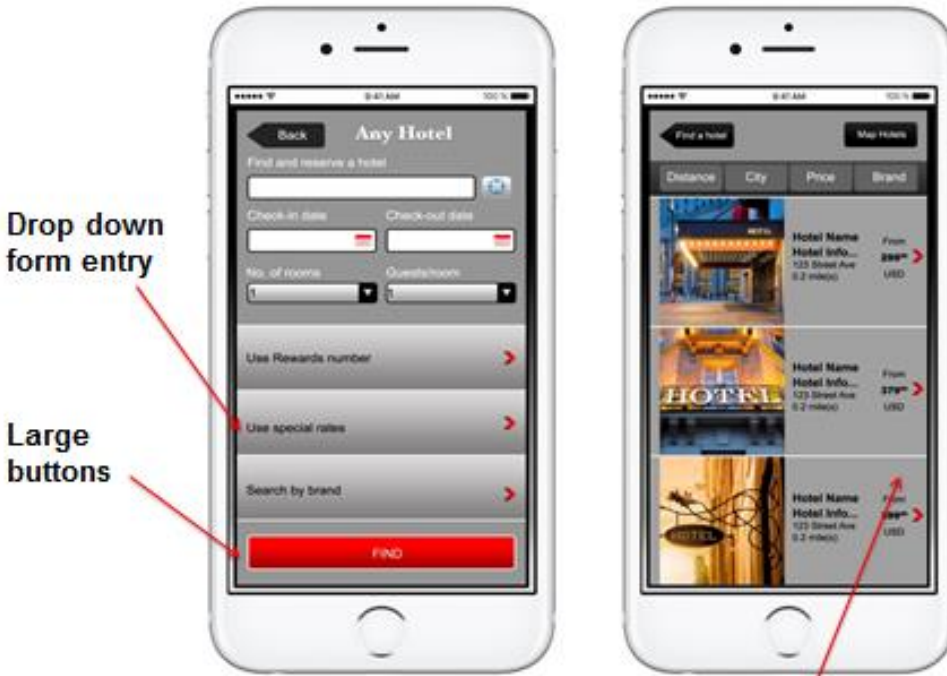 Drop down
form entry
Large
buttons
9:41 AM
100 %
Back
Any Hotel
Find and reserve a hotel
Check-in date
Check-out date
No. of rooms
Guests/room
1
1
Use Rewards number
Use special rates
Search by brand
FIND
9:41 AM
100 %
Find a hotel
Map Hotels
Distance
City
Price
Brand
HOTEL
Hotel Name
Hotel Info...
123 Street Ave
0.2 mile(s)
From
USD
HOTEL
Hotel Name
Hotel Info...
123 Street Ave
0.2 mile(s)
From
USD
HOTEL
Hotel Name
Hotel Info...
123 Street Ave
0.2 mile(s)
From
USD